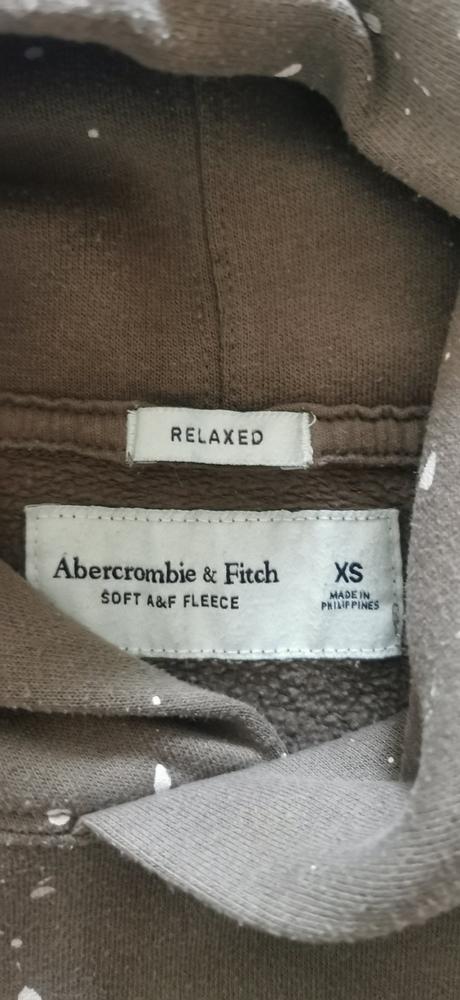 RELAXED
Abercrombie & Fitch
SOFT A&F FLEECE
XS
MADE IN
PHILIPPINES